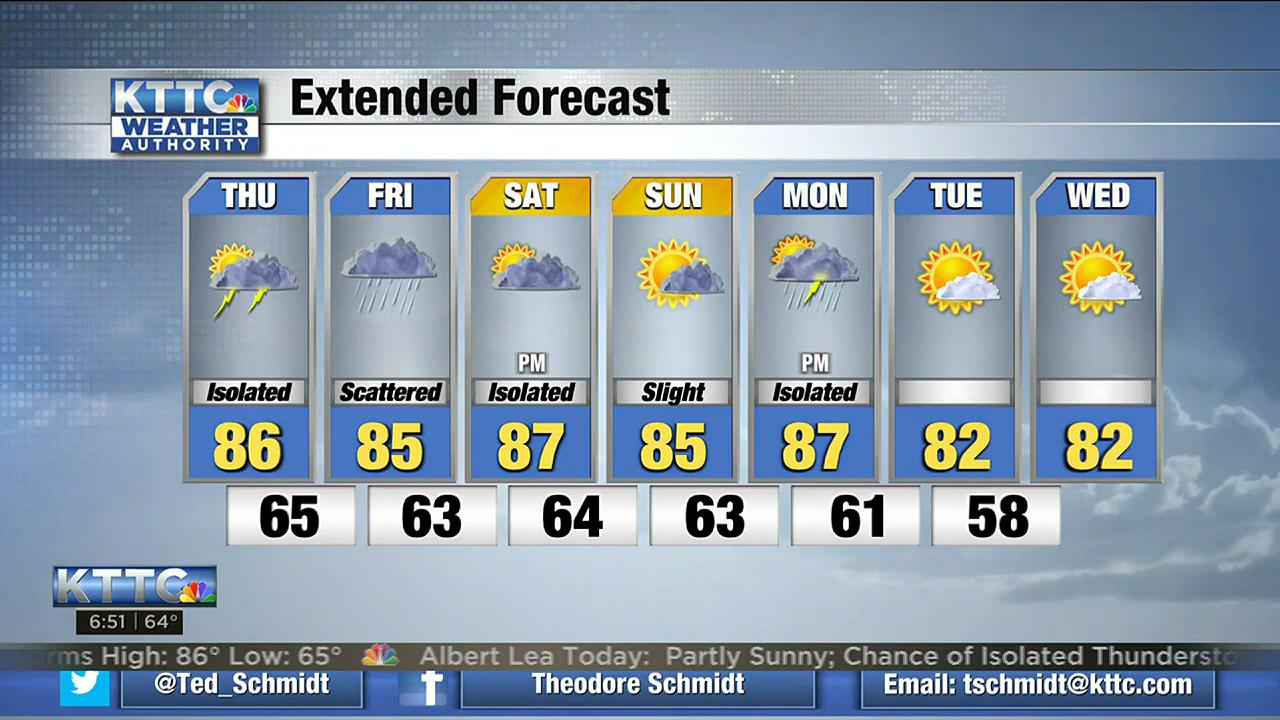 KTTC
WEATHER
AUTHORITY
Extended Forecast
THU FRI SAT SUN MON TUE WED
PM PM
Isolated Scattered Isolated Slight Isolated
86 85 87 85 87 82 82
65 63 64 63 61 58
KTTC
6:51 64°
High: 86° Low: 65° Albert Lea Today: Partly Sunny; Chance of Isolated
@Ted_Schmidt Theodore Schmidt Email: tschmidt@kttc.com